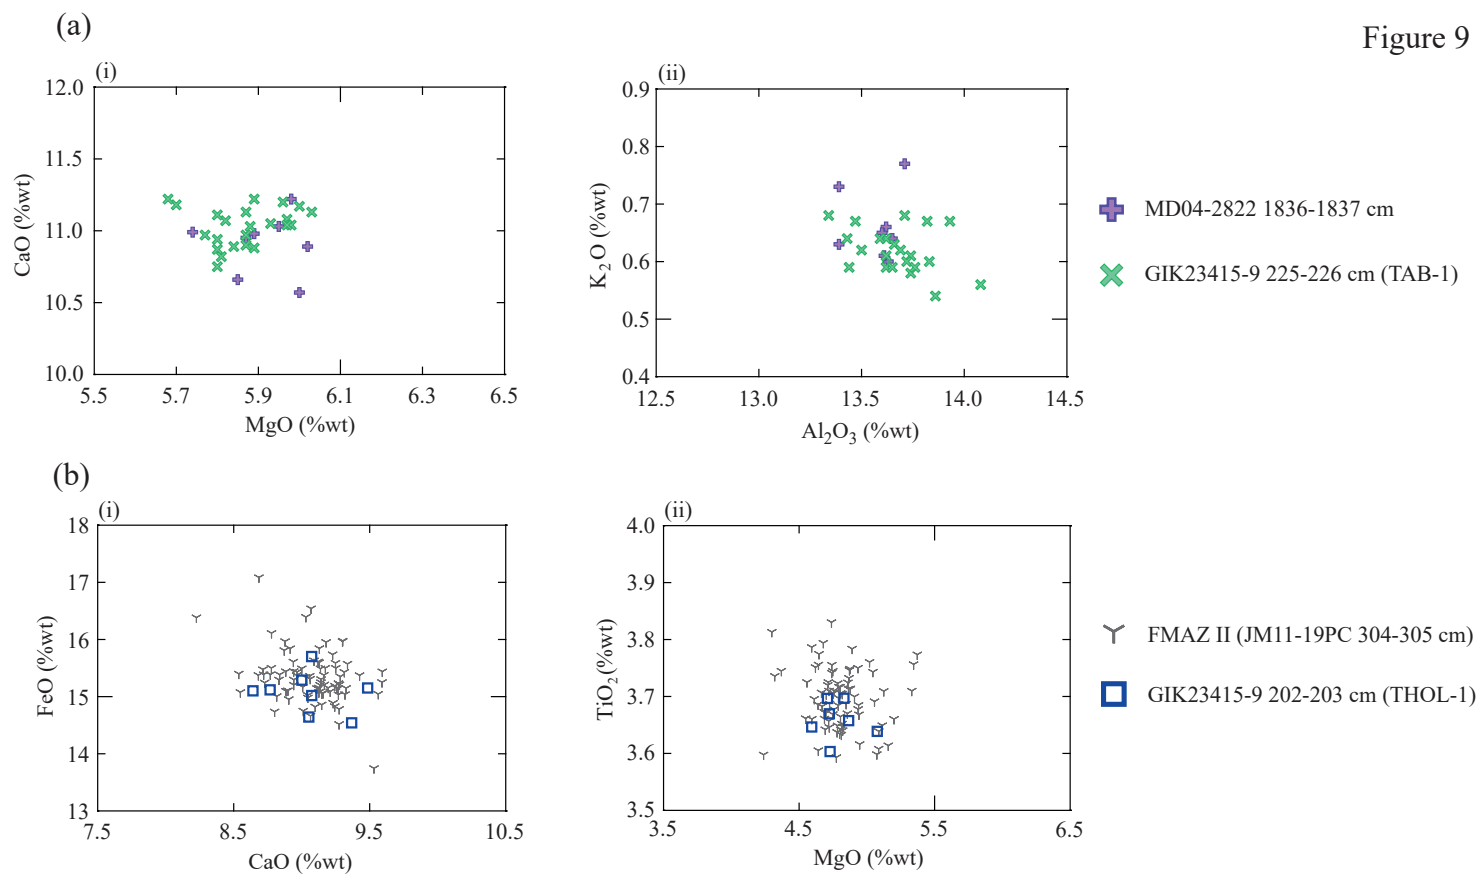 (a)
Figure 9
(i)
12.0
11.5
11.0
10.5
10.0
CaO (%wt)
5.5 5.7 5.9 6.1 6.3 6.5
MgO (%wt)
(ii)
0.9
0.8
0.7
0.6
0.5
0.4
K₂O (%wt)
12.5 13.0 13.5 14.0 14.5
Al₂O₃ (%wt)
MD04-2822 1836-1837 cm
GIK23415-9 225-226 cm (TAB-1)
(b)
(i)
18
17
16
15
14
13
FeO (%wt)
7.5 8.5 9.5 10.5
CaO (%wt)
(ii)
4.0
3.9
3.8
3.7
3.6
3.5
TiO₂ (%wt)
3.5 4.5 5.5 6.5
MgO (%wt)
FMAZ II (JM11-19PC 304-305 cm)
GIK23415-9 202-203 cm (THOL-1)